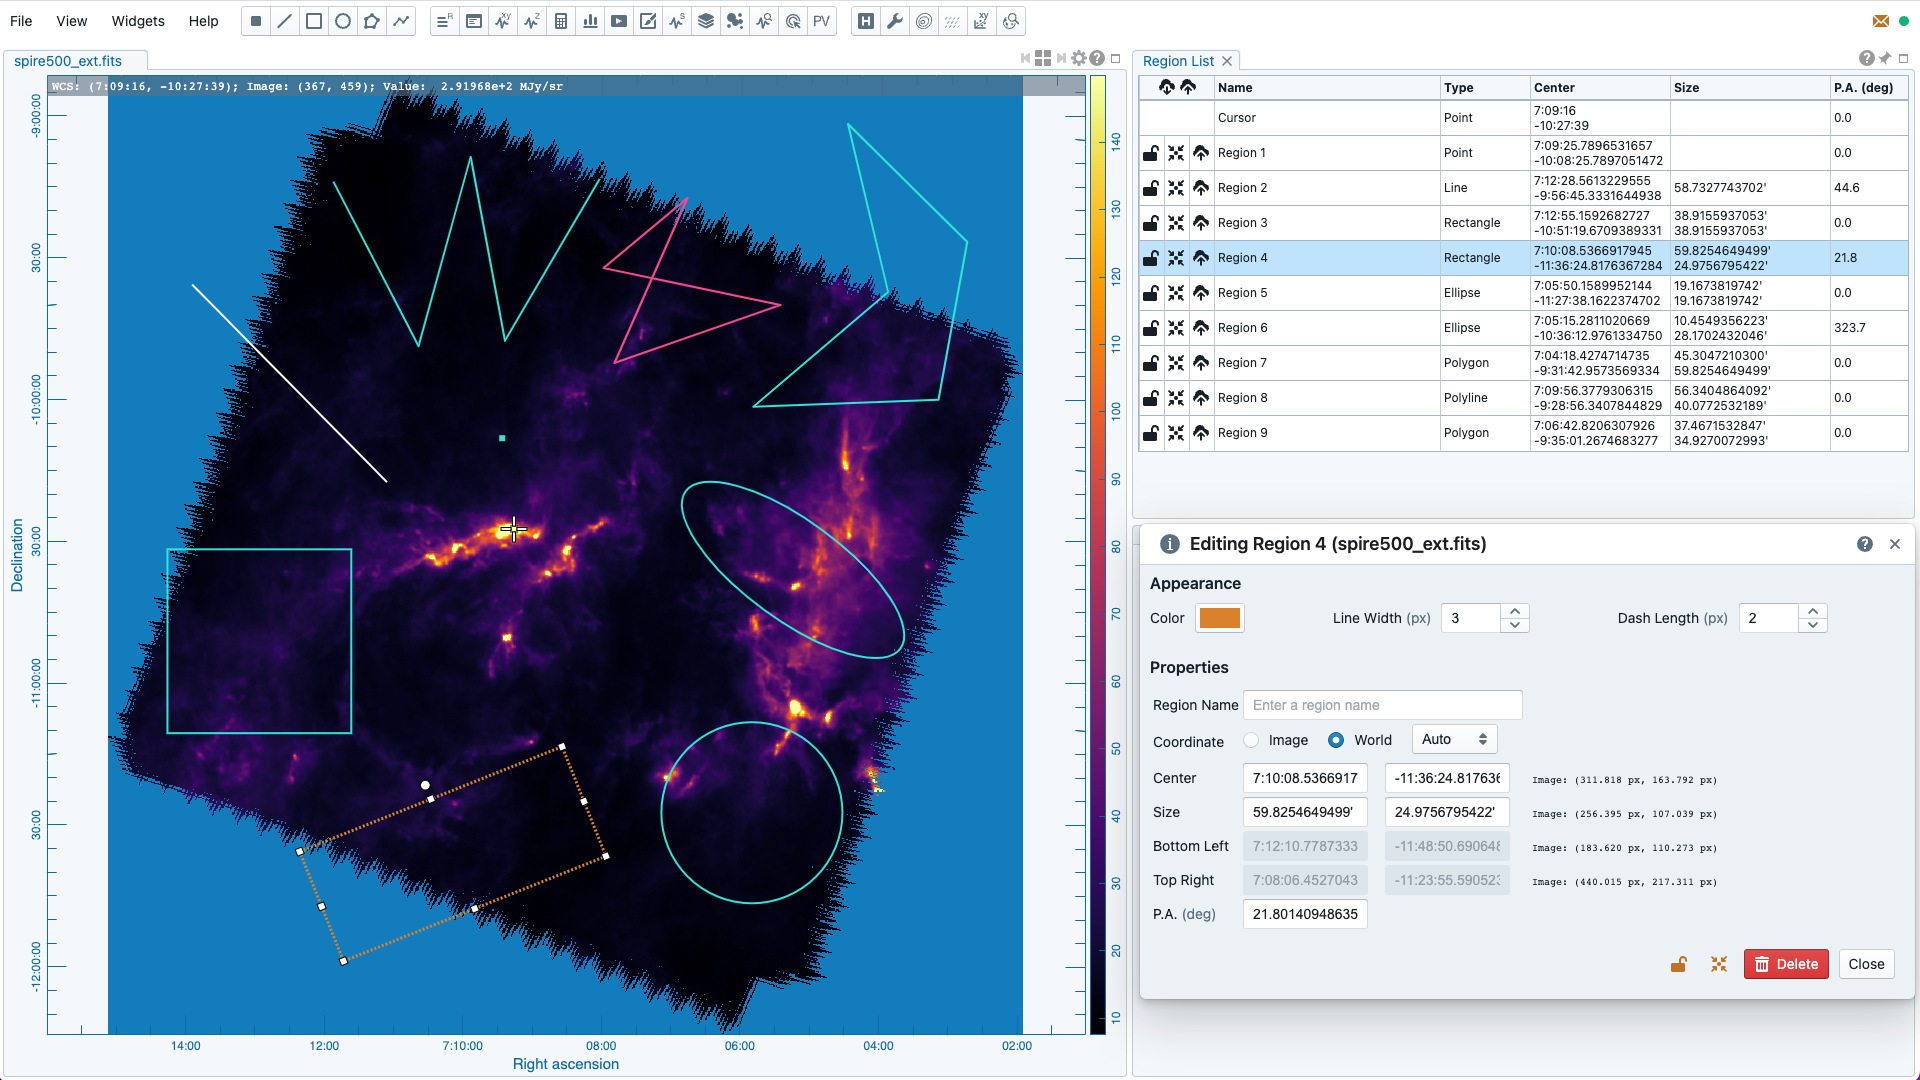 File View Widgets Help
PV
spire500_ext.fits
WCS: (7:09:16, -10:27:39); Image: (367, 459); Value:  2.91968e+2 MJy/sr
-9:00:00
30:00
-10:00:00
30:00
-11:00:00
30:00
-12:00:00
Declination
14:00 12:00 7:10:00 08:00 06:00 04:00 02:00
Right ascension
140
130
120
110
100
90
80
70
60
50
40
30
20
10
Region List
Name Type Center Size P.A. (deg)
Cursor Point 7:09:16 -10:27:39 0.0
Region 1 Point 7:09:25.7896531657 -10:08:25.7897051472 0.0
Region 2 Line 7:12:28.5613229555 -9:56:45.3331644938 58.7327743702' 44.6
Region 3 Rectangle 7:12:55.1592682727 -10:51:19.6709389331 38.9155937053' 38.9155937053' 0.0
Region 4 Rectangle 7:10:08.5366917945 -11:36:24.8176367284 59.8254649499' 24.9756795422' 21.8
Region 5 Ellipse 7:05:50.1589952144 -11:27:38.1622374702 19.1673819742' 19.1673819742' 0.0
Region 6 Ellipse 7:05:15.2811020669 -10:36:12.9761334750 10.4549356223' 28.1702432046' 323.7
Region 7 Polygon 7:04:18.4274714735 -9:31:42.9573569334 45.3047210300' 59.8254649499' 0.0
Region 8 Polyline 7:09:56.3779306315 -9:28:56.3407844829 56.3404864092' 40.0772532189' 0.0
Region 9 Polygon 7:06:42.8206307926 -9:35:01.2674683277 37.4671532847' 34.9270072993' 0.0
Editing Region 4 (spire500_ext.fits)
Appearance
Color Line Width (px) 3 Dash Length (px) 2
Properties
Region Name Enter a region name
Coordinate Image World Auto
Center 7:10:08.5366917 -11:36:24.817636 Image: (311.818 px, 163.792 px)
Size 59.8254649499' 24.9756795422' Image: (256.395 px, 107.039 px)
Bottom Left 7:12:10.7787333 -11:48:50.690648 Image: (183.620 px, 110.273 px)
Top Right 7:08:06.4527043 -11:23:55.590523 Image: (440.015 px, 217.311 px)
P.A. (deg) 21.80140948635
Delete Close